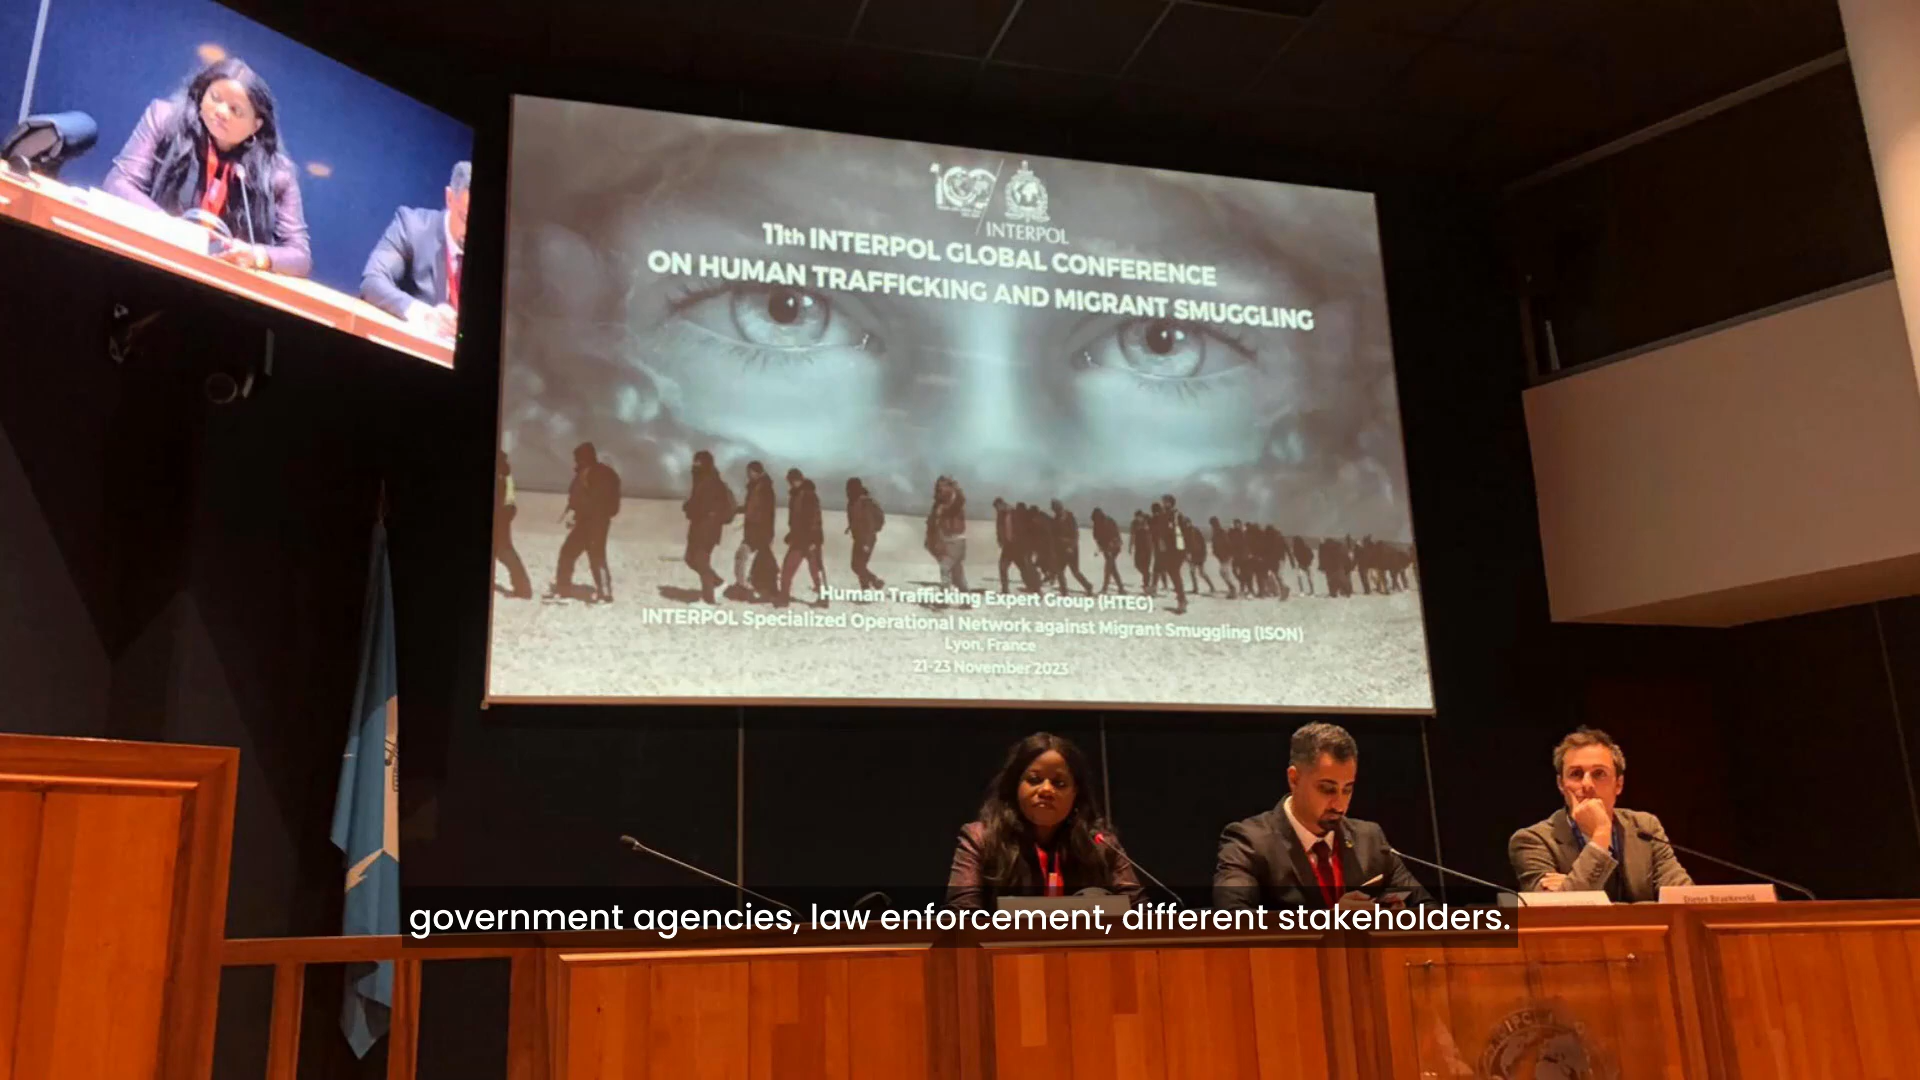 100
INTERPOL
11th INTERPOL GLOBAL CONFERENCE
ON HUMAN TRAFFICKING AND MIGRANT SMUGGLING
Human Trafficking Expert Group (HTEG)
INTERPOL Specialized Operational Network against Migrant Smuggling (ISON)
Lyon, France
21-23 November 2023
government agencies, law enforcement, different stakeholders.